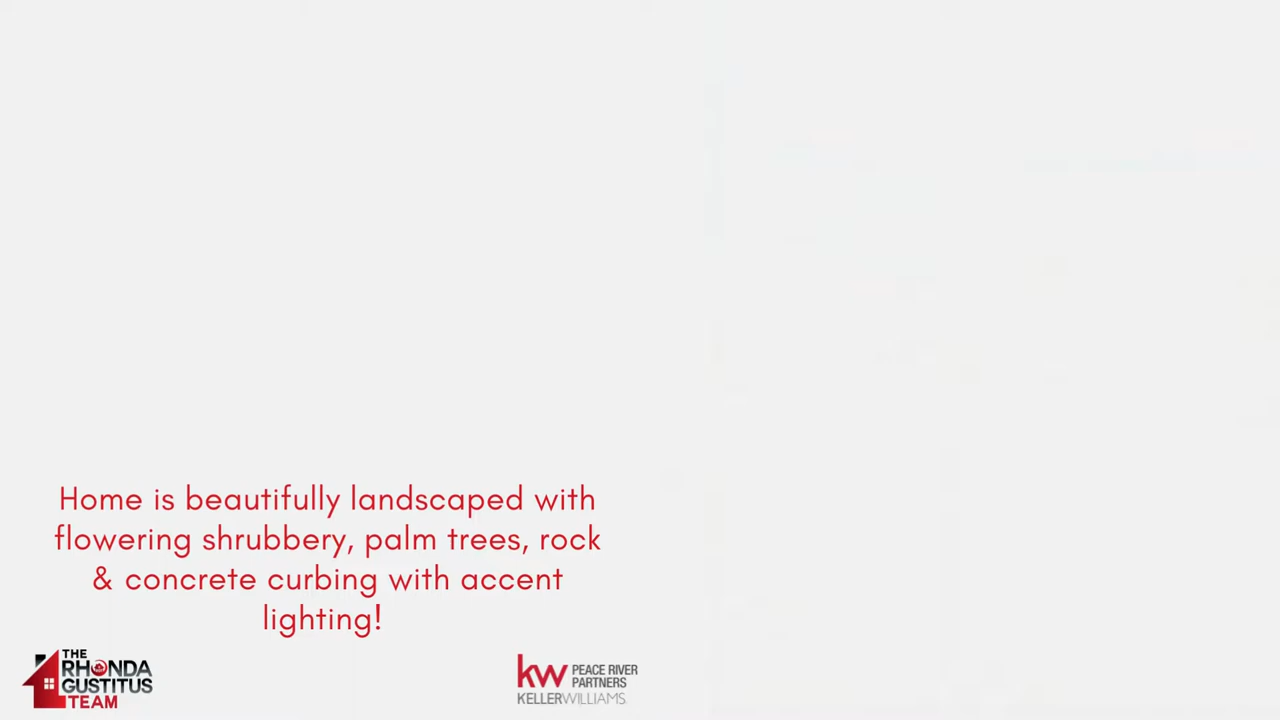 Home is beautifully landscaped with
flowering shrubbery, palm trees, rock
& concrete curbing with accent
lighting!
THE
RHONDA
GUSTITUS
TEAM
kw PEACE RIVER
PARTNERS
KELLERWILLIAMS